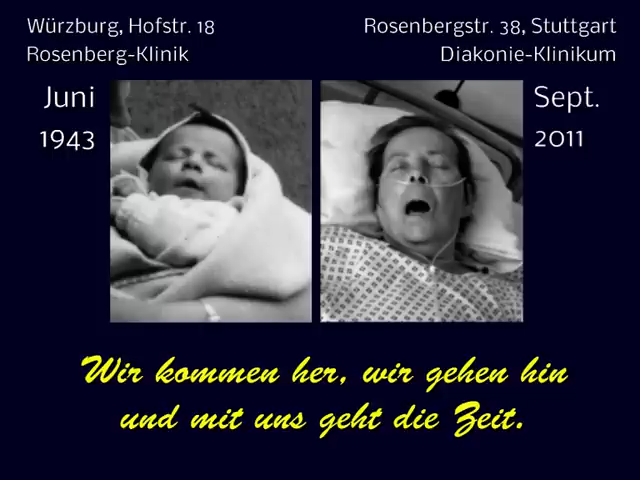 Würzburg, Hofstr. 18
Rosenberg-Klinik
Rosenbergstr. 38, Stuttgart
Diakonie-Klinikum
Juni
1943
Sept.
2011
Wir kommen her, wir gehen hin
und mit uns geht die Zeit.